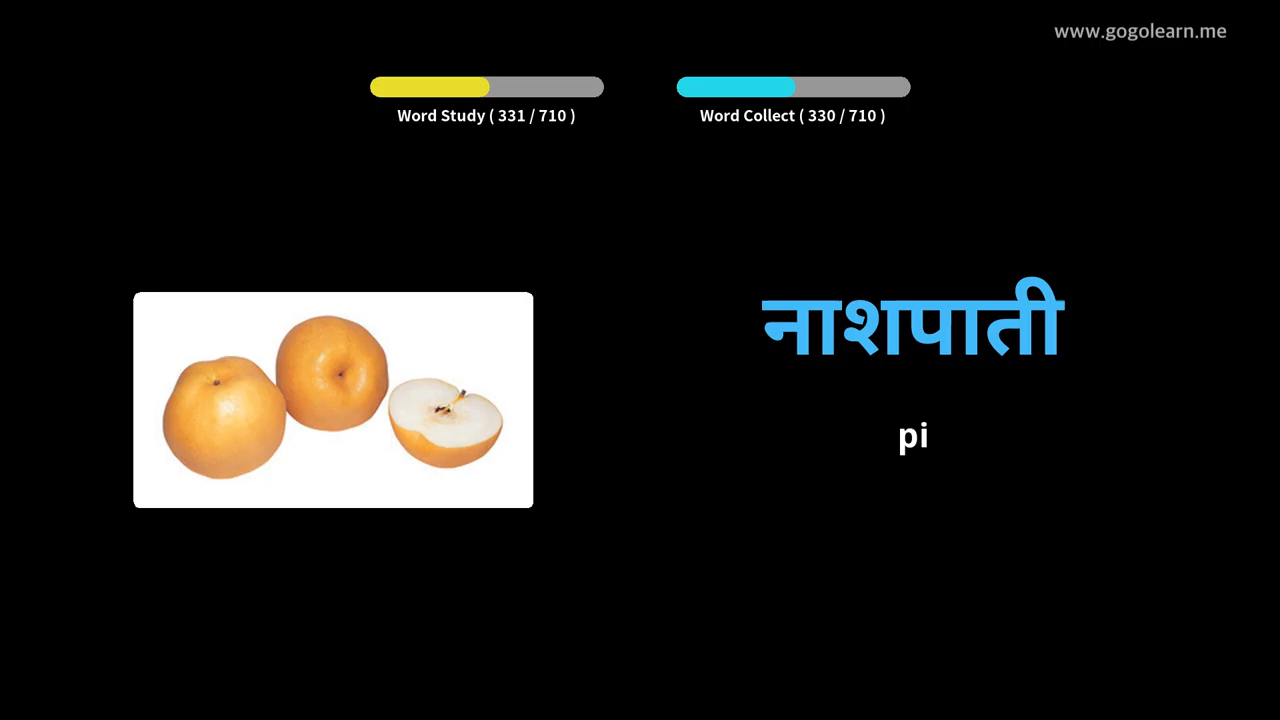 www.gogolearn.me
Word Study ( 331 / 710 )
Word Collect ( 330 / 710 )
नाशपाती
pi